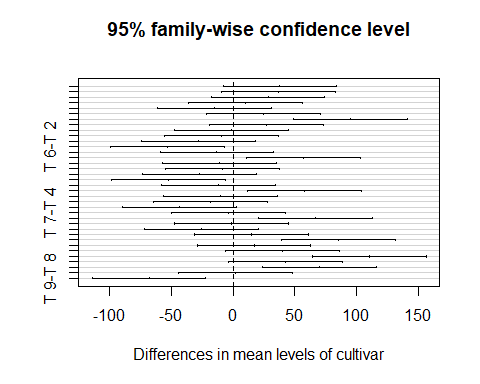 95% family-wise confidence level
T 6-T 2
T 7-T 4
T 9-T 8
-100 -50 0 50 100 150
Differences in mean levels of cultivar